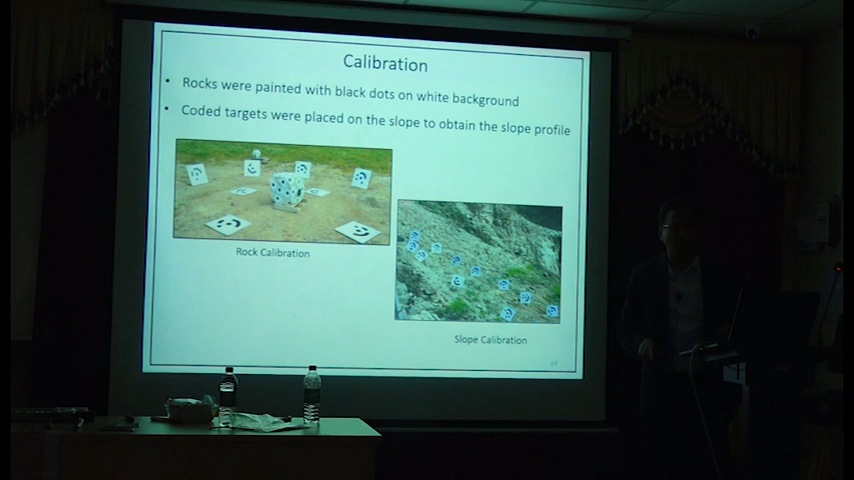 Calibration
• Rocks were painted with black dots on white background
• Coded targets were placed on the slope to obtain the slope profile
Rock Calibration
Slope Calibration